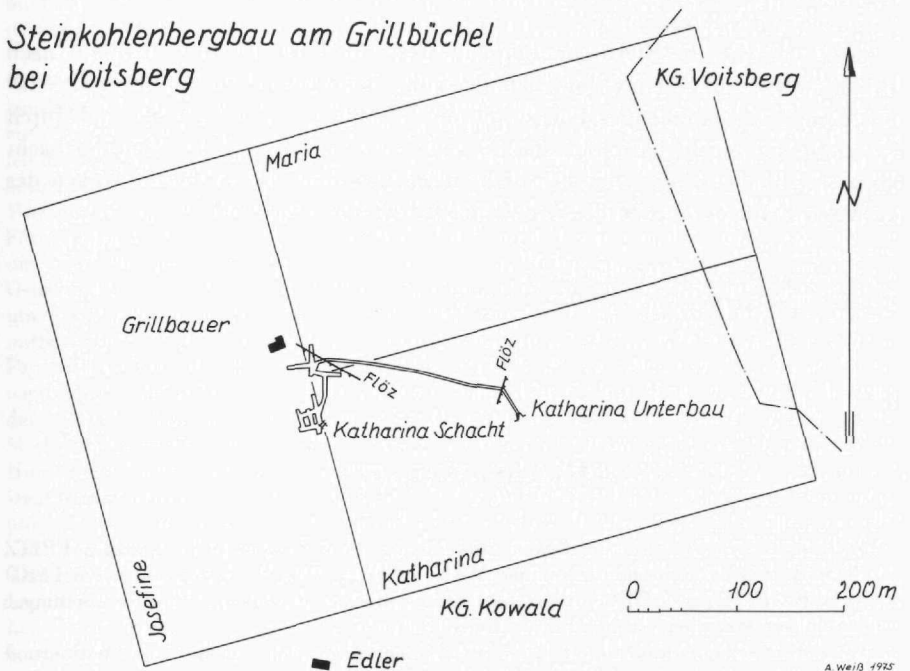 Steinkohlenbergbau am Grillbüchel
bei Voitsberg
KG. Voitsberg
Maria
N
Grillbauer
Flöz
Flöz
Katharina Unterbau
Katharina Schacht
Josefine
Katharina
KG. Kowald
0 100 200 m
Edler
A. Weiß 1975